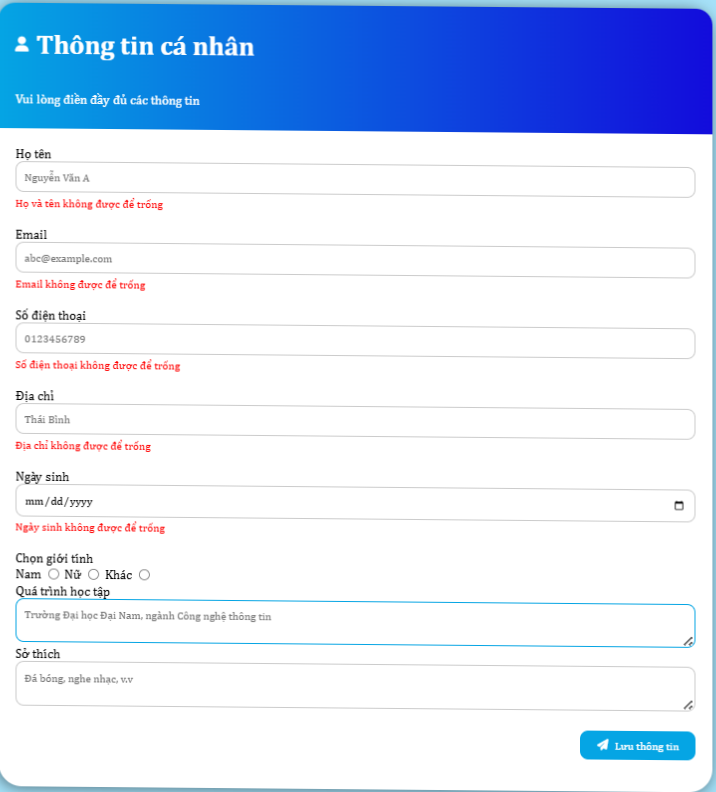 Thông tin cá nhân
Vui lòng điền đầy đủ các thông tin
Họ tên
Nguyễn Văn A
Họ và tên không được để trống
Email
abc@example.com
Email không được để trống
Số điện thoại
0123456789
Số điện thoại không được để trống
Địa chỉ
Thái Bình
Địa chỉ không được để trống
Ngày sinh
mm/dd/yyyy
Ngày sinh không được để trống
Chọn giới tính
Nam Nữ Khác
Quá trình học tập
Trường Đại học Đại Nam, ngành Công nghệ thông tin
Sở thích
Đá bóng, nghe nhạc, v.v
Lưu thông tin